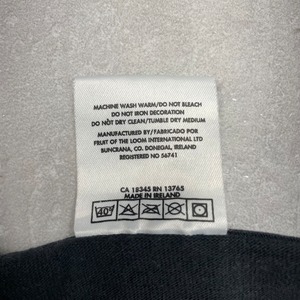 MACHINE WASH WARM/DO NOT BLEACH
DO NOT IRON DECORATION
DO NOT DRY CLEAN/TUMBLE DRY MEDIUM
MANUFACTURED BY/FABRICADO POR
FRUIT OF THE LOOM INTERNATIONAL LTD
BUNCRANA, CO. DONEGAL, IRELAND
REGISTERED NO 56741
CA 18345 RN 13765
MADE IN IRELAND
40°